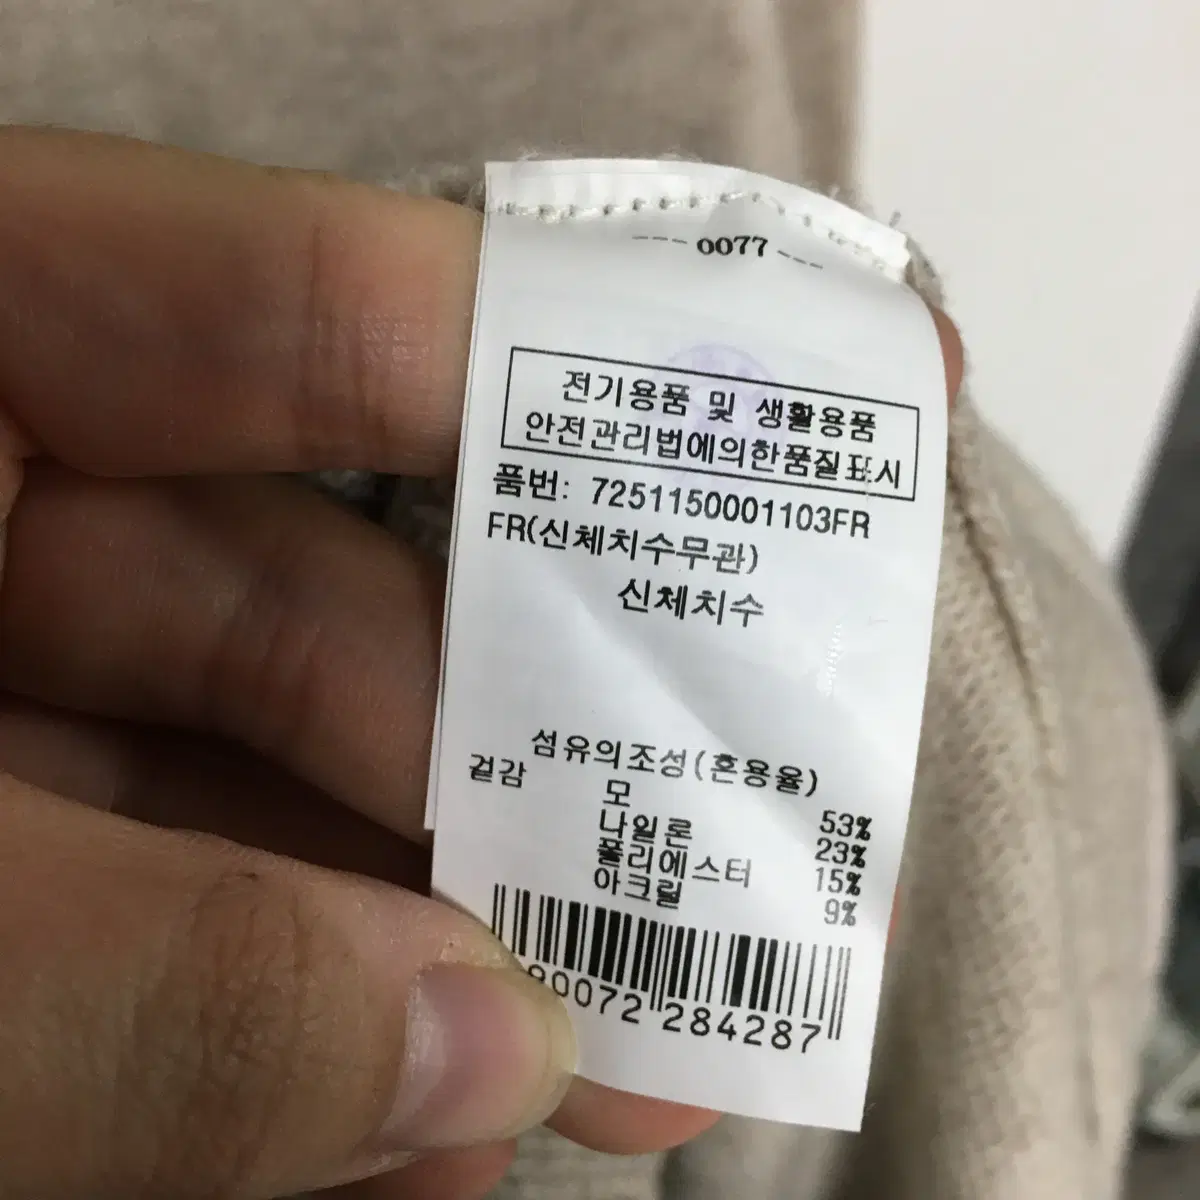 --- 0077 ---
전기용품 및 생활용품
안전관리법에의한품질표시
품번: 7251150001103FR
FR(신체치수무관)
신체치수
섬유의조성(혼용율)
겉감 모 53%
나일론 23%
폴리에스터 15%
아크릴 9%
90072 284287